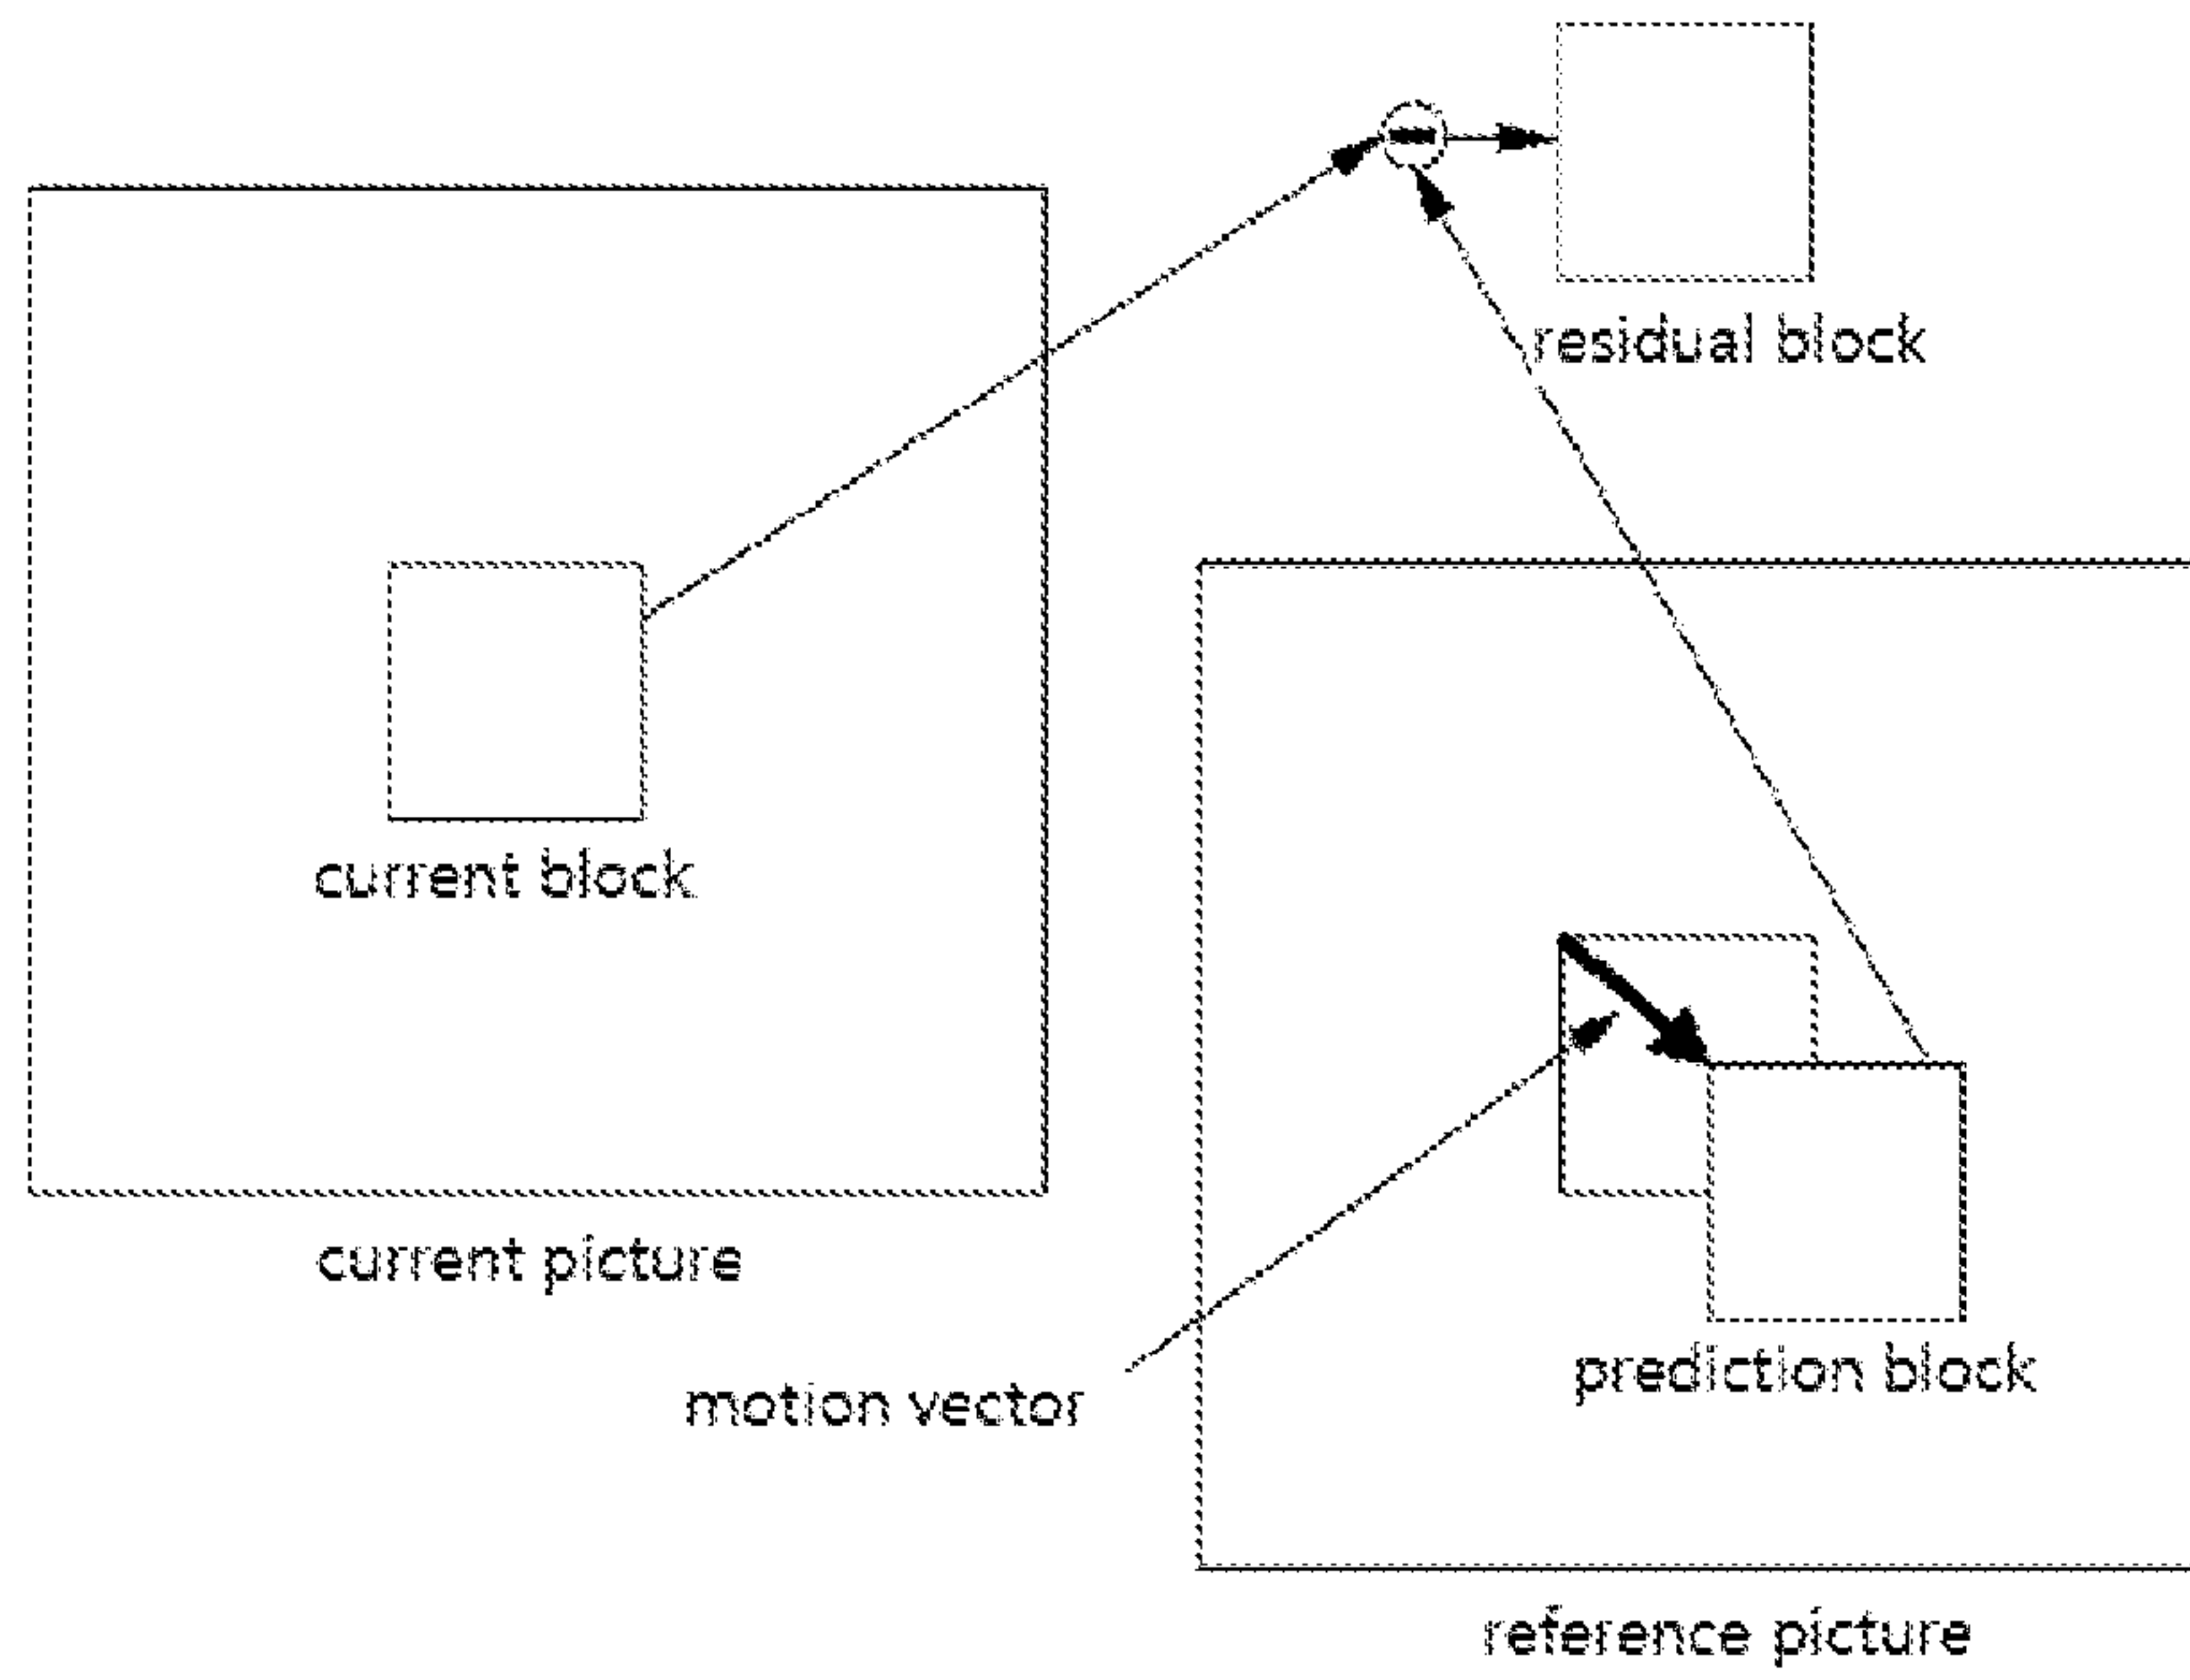 residual block
current block
current picture
motion vector
prediction block
reference picture